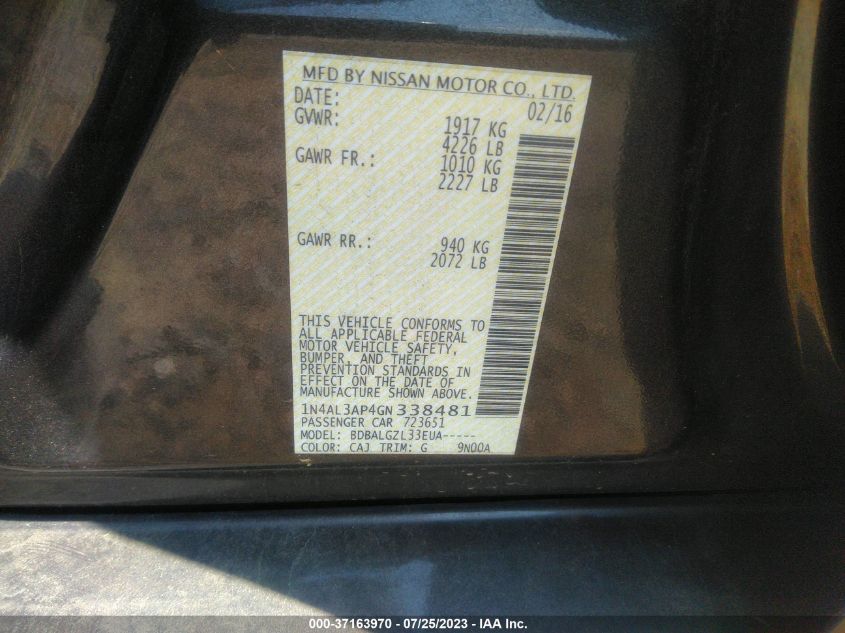 MFD BY NISSAN MOTOR CO., LTD.
DATE: 02/16
GVWR: 1917 KG
4226 LB
GAWR FR.: 1010 KG
2227 LB
GAWR RR.: 940 KG
2072 LB
THIS VEHICLE CONFORMS TO
ALL APPLICABLE FEDERAL
MOTOR VEHICLE SAFETY,
BUMPER, AND THEFT
PREVENTION STANDARDS IN
EFFECT ON THE DATE OF
MANUFACTURE SHOWN ABOVE.
1N4AL3AP4GN338481
PASSENGER CAR 723651
MODEL: BDBALGZL33EUA-----
COLOR: CAJ TRIM: G 9N00A
000-37163970 - 07/25/2023 - IAA Inc.